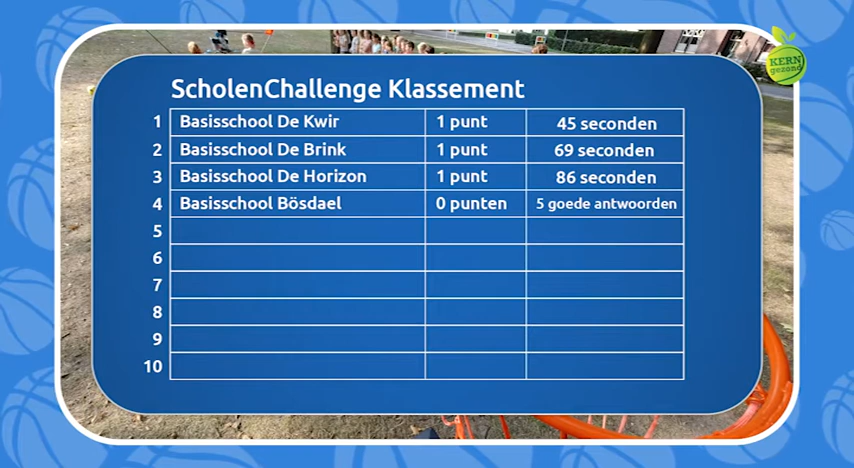 KERN
gezond
ScholenChallenge Klassement
1 Basisschool De Kwir 1 punt 45 seconden
2 Basisschool De Brink 1 punt 69 seconden
3 Basisschool De Horizon 1 punt 86 seconden
4 Basisschool Bösdael 0 punten 5 goede antwoorden
5
6
7
8
9
10